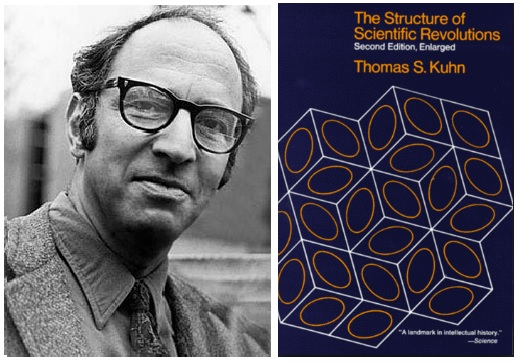 The Structure of
Scientific Revolutions
Second Edition, Enlarged
Thomas S. Kuhn
"A landmark in intellectual history."
—Science